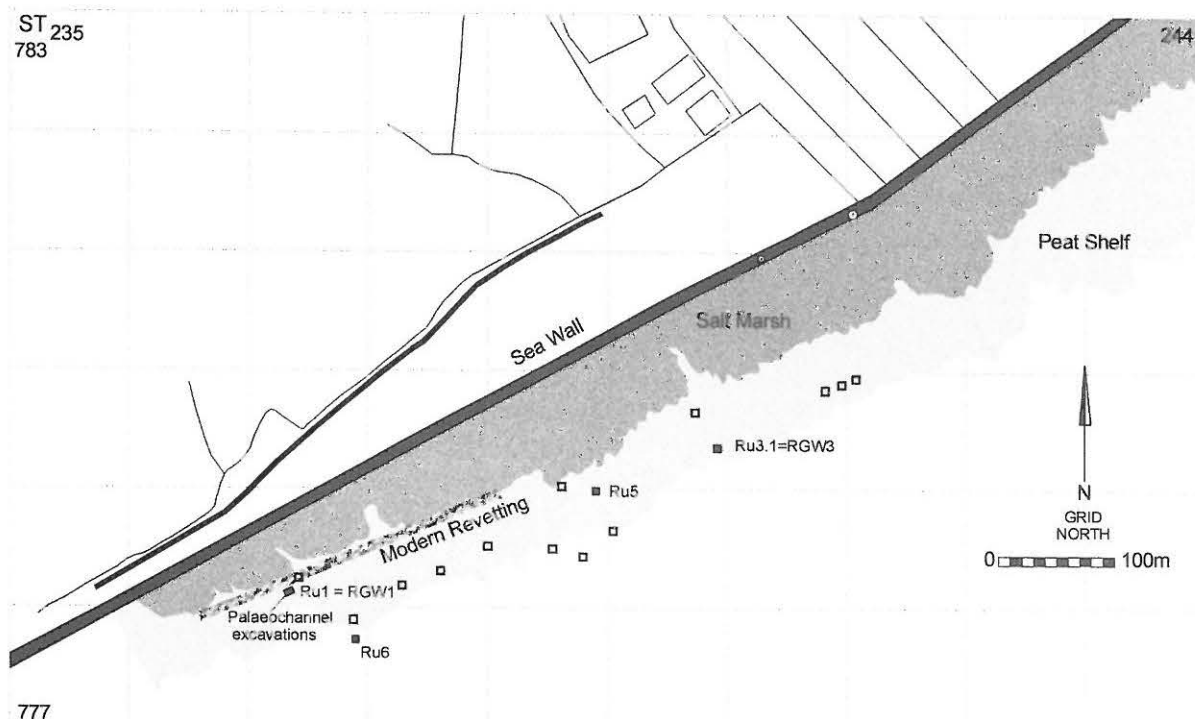 ST 235
783
244
Peat Shelf
Salt Marsh
Sea Wall
Ru3.1=RGW3
Ru5
Modern Revetting
N
GRID
NORTH
0 100m
Ru1 = RGW1
Palaeochannel
excavations
Ru6
777